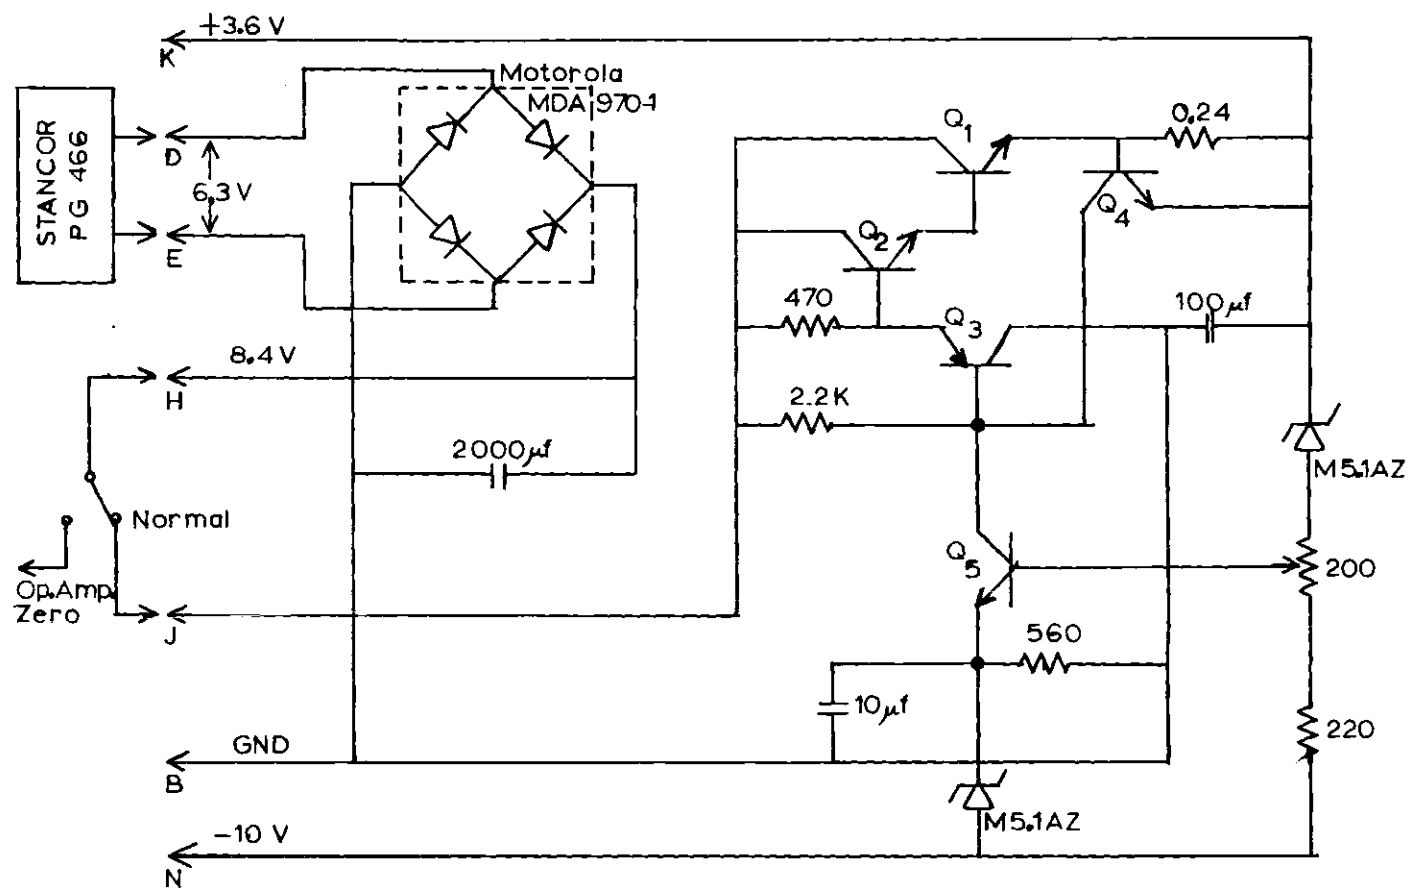 +3.6 V
K
Motorola
MDA 970-1
STANCOR
PG 466
D
6.3 V
E
Q1
0.24
Q4
Q2
470
Q3
100μf
8.4 V
H
2.2K
2000μf
M5.1AZ
Normal
Op.Amp.
Zero
Q5
200
J
560
10μf
220
GND
B
M5.1AZ
-10 V
N